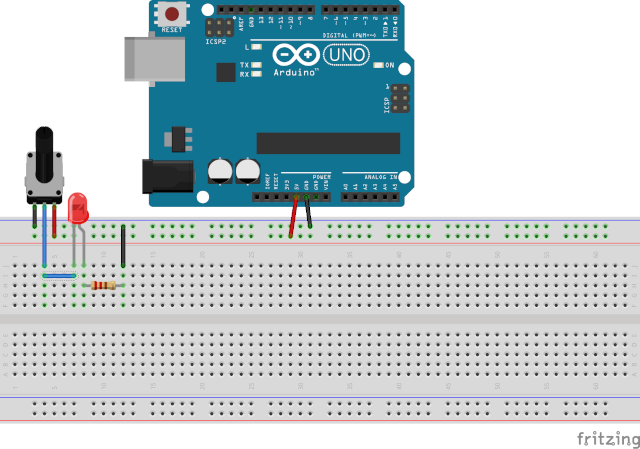 RESET
ICSP2
AREF
GND
13
12
~11
~10
~9
8
7
~6
~5
4
~3
2
TX▶1
RX◀0
DIGITAL (PWM=~)
L
TX
RX
UNO
Arduino™
ON
1
ICSP
IOREF
RESET
3V3
5V
GND
GND
VIN
POWER
ANALOG IN
A0
A1
A2
A3
A4
A5
fritzing